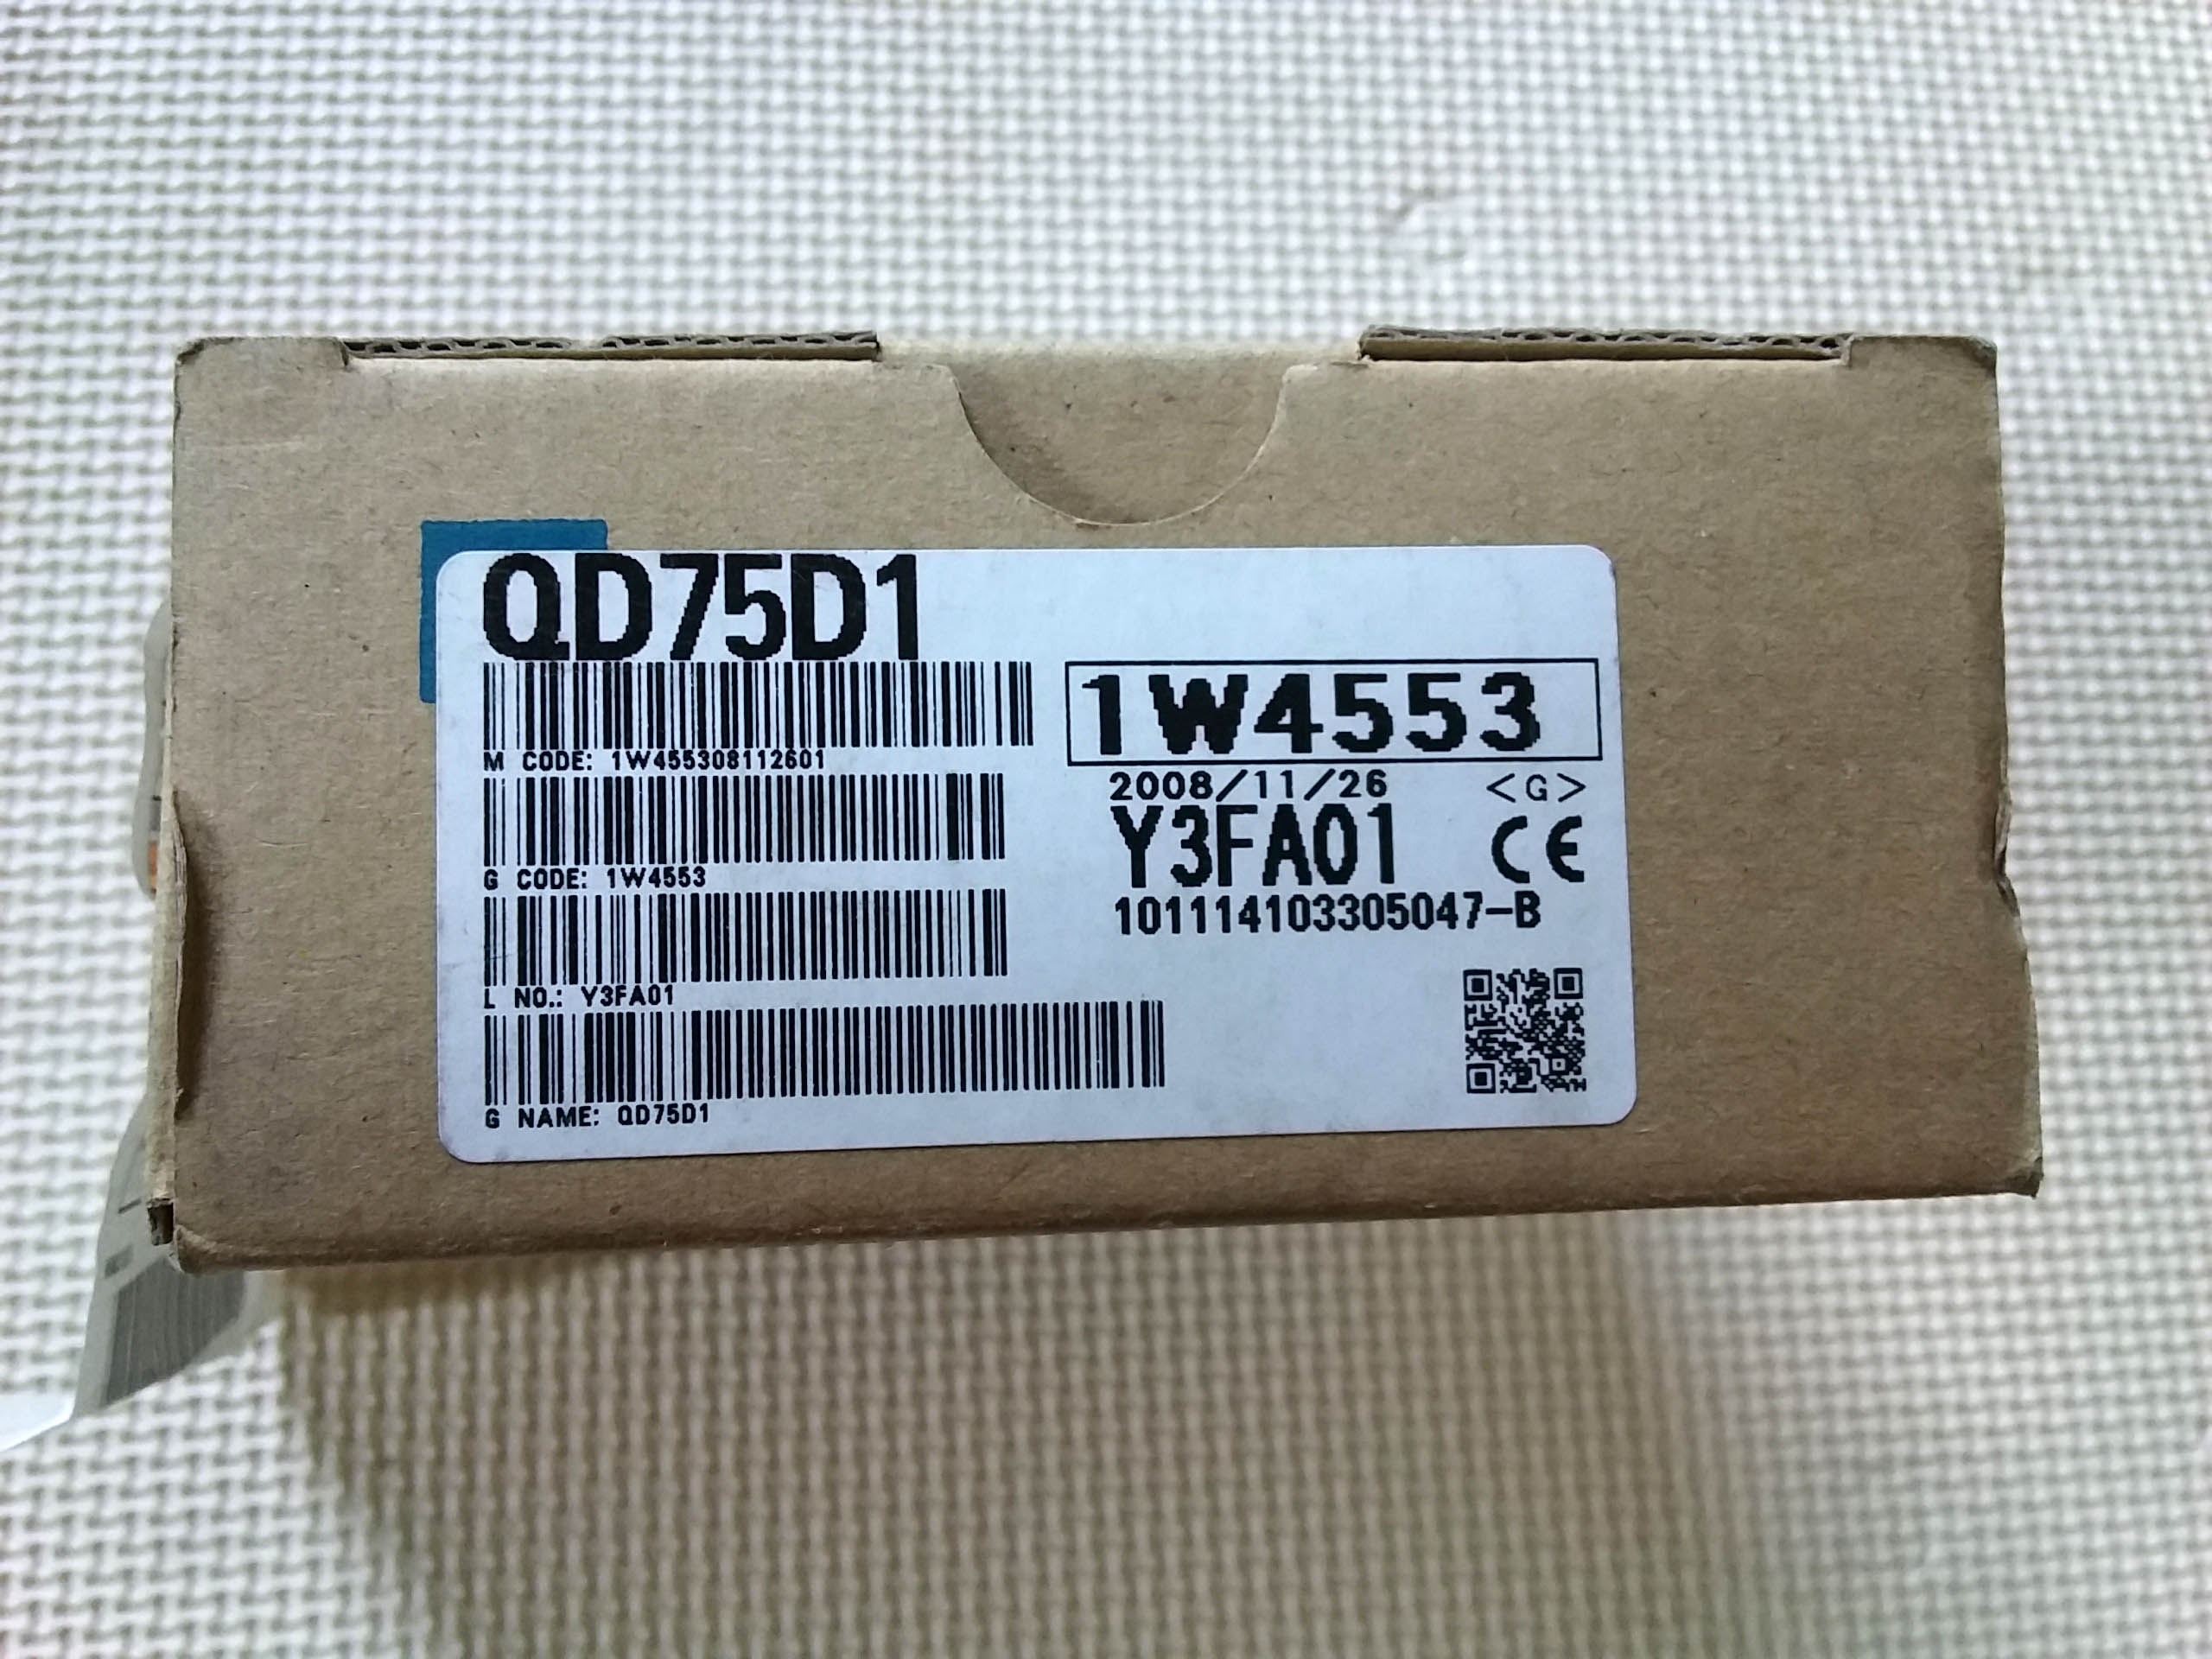 QD75D1
M CODE: 1W455308112601
G CODE: 1W4553
L NO.: Y3FA01
G NAME: QD75D1
1W4553
2008/11/26 <G>
Y3FA01 CE
101114103305047-B